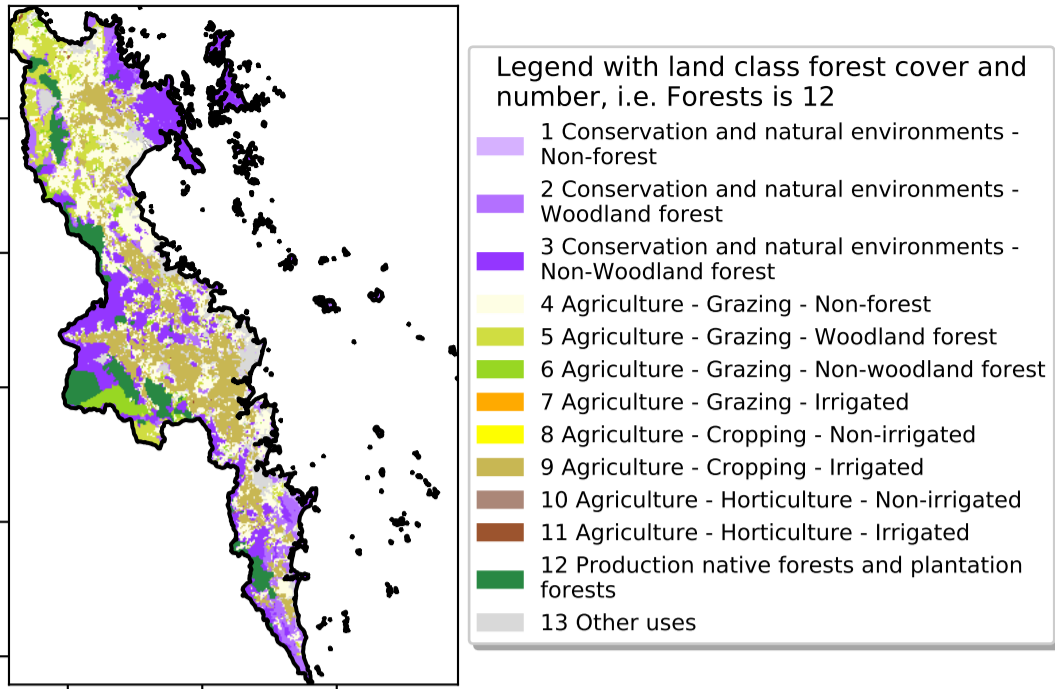 Legend with land class forest cover and
number, i.e. Forests is 12
1 Conservation and natural environments -
Non-forest
2 Conservation and natural environments -
Woodland forest
3 Conservation and natural environments -
Non-Woodland forest
4 Agriculture - Grazing - Non-forest
5 Agriculture - Grazing - Woodland forest
6 Agriculture - Grazing - Non-woodland forest
7 Agriculture - Grazing - Irrigated
8 Agriculture - Cropping - Non-irrigated
9 Agriculture - Cropping - Irrigated
10 Agriculture - Horticulture - Non-irrigated
11 Agriculture - Horticulture - Irrigated
12 Production native forests and plantation
forests
13 Other uses